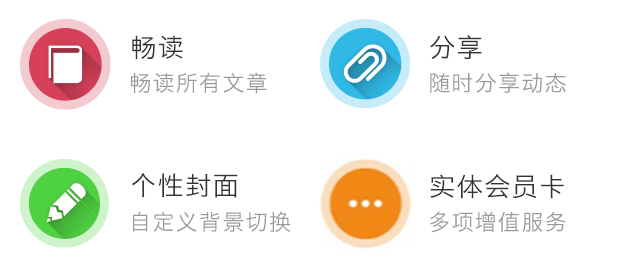 畅读
畅读所有文章
分享
随时分享动态
个性封面
自定义背景切换
实体会员卡
多项增值服务